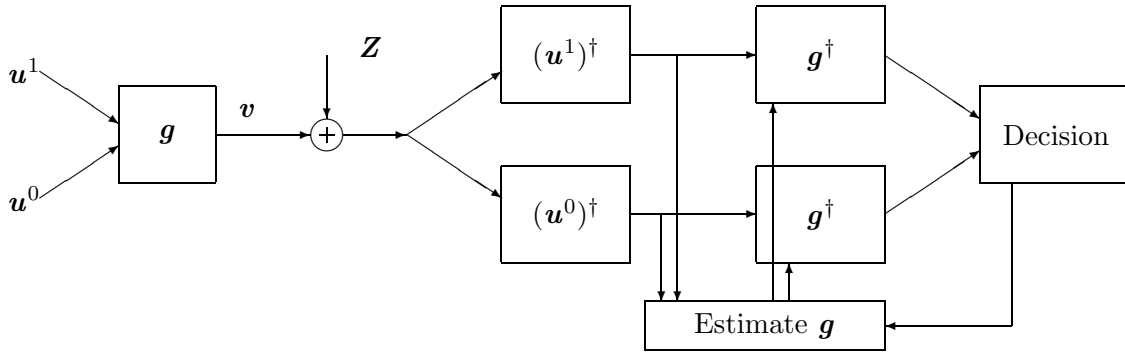 Z
(u¹)†
g†
u¹
v
g
+
Decision
u⁰
(u⁰)†
g†
Estimate g